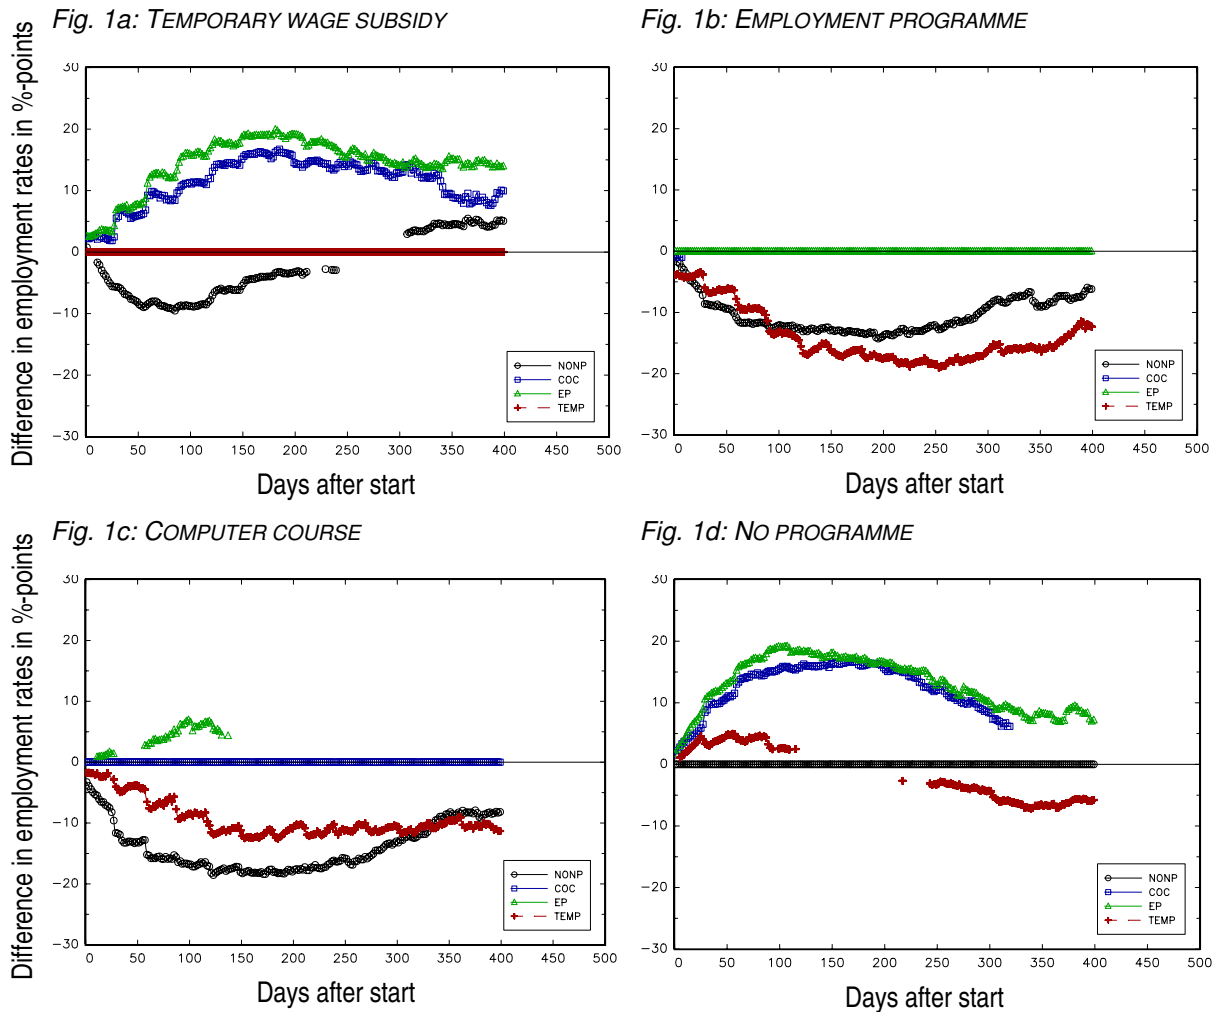 Fig. 1a: TEMPORARY WAGE SUBSIDY
Fig. 1b: EMPLOYMENT PROGRAMME
Difference in employment rates in %-points
30
20
10
0
−10
−20
−30
NONP
COC
EP
TEMP
0 50 100 150 200 250 300 350 400 450 500
Days after start
30
20
10
0
−10
−20
−30
NONP
COC
EP
TEMP
0 50 100 150 200 250 300 350 400 450 500
Days after start
Fig. 1c: COMPUTER COURSE
Fig. 1d: NO PROGRAMME
Difference in employment rates in %-points
30
20
10
0
−10
−20
−30
NONP
COC
EP
TEMP
0 50 100 150 200 250 300 350 400 450 500
Days after start
30
20
10
0
−10
−20
−30
NONP
COC
EP
TEMP
0 50 100 150 200 250 300 350 400 450 500
Days after start